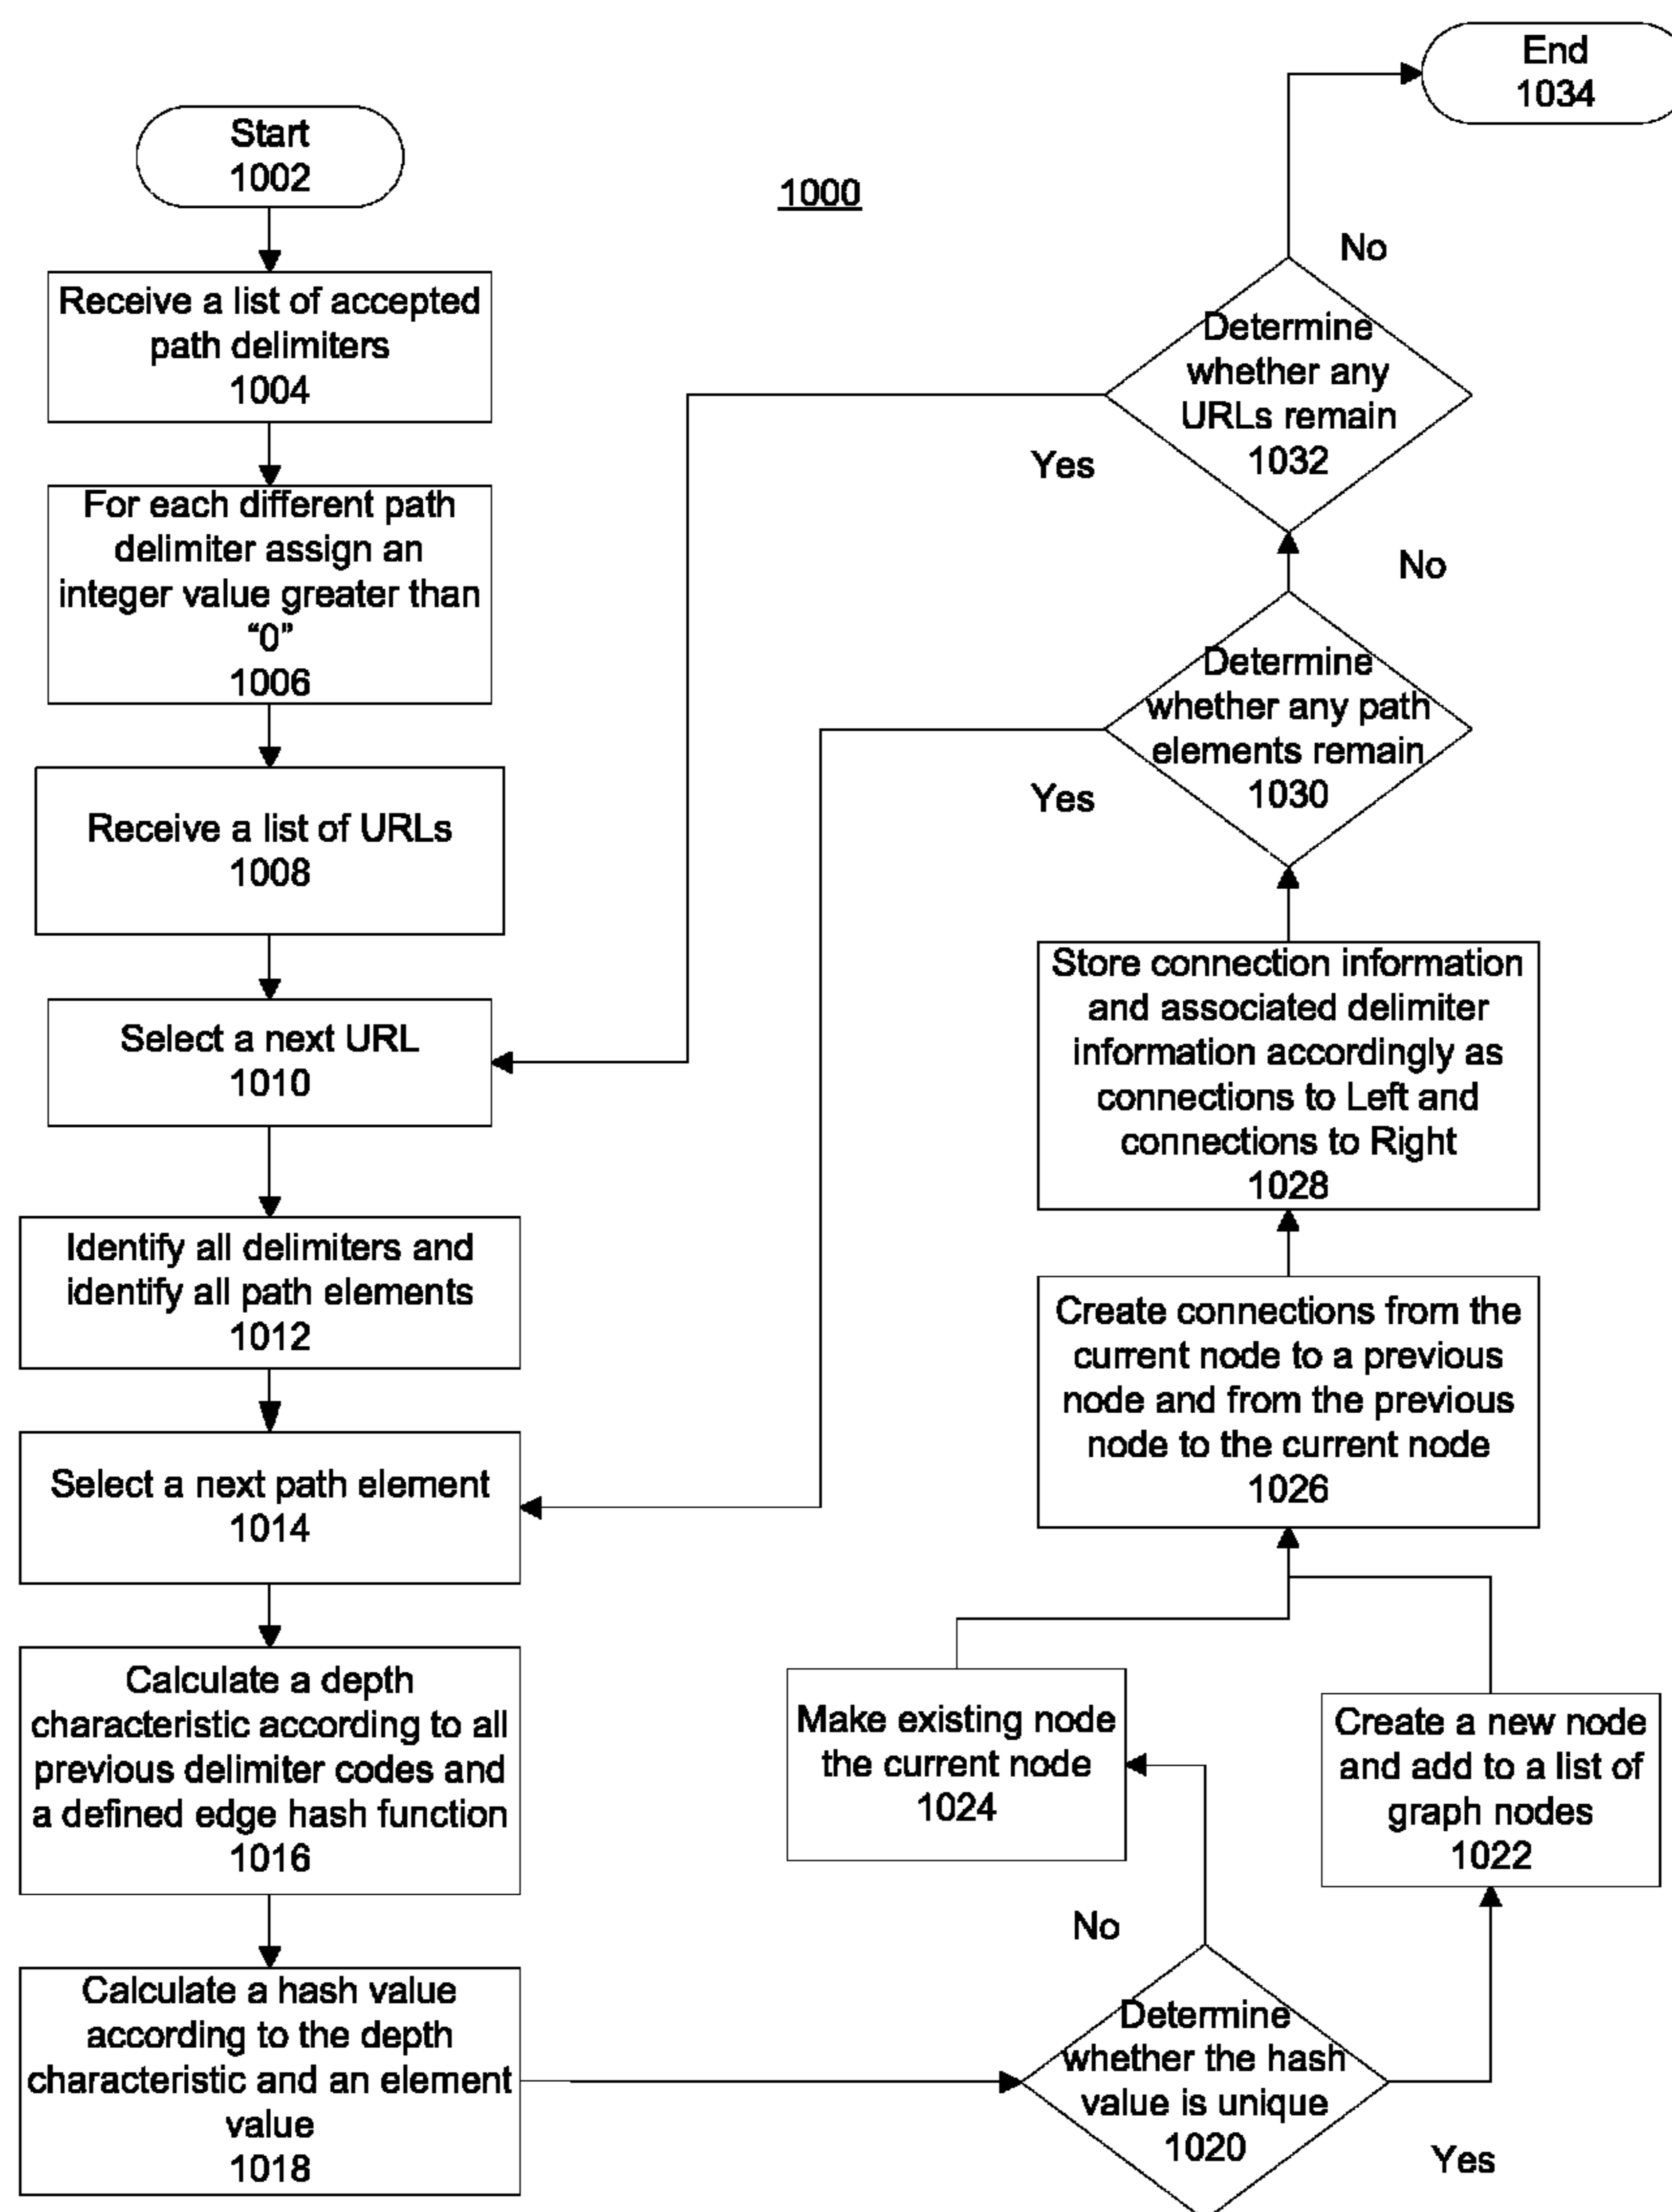 Start
1002
Receive a list of accepted
path delimiters
1004
For each different path
delimiter assign an
integer value greater than
“0”
1006
Receive a list of URLs
1008
Select a next URL
1010
Identify all delimiters and
identify all path elements
1012
Select a next path element
1014
Calculate a depth
characteristic according to all
previous delimiter codes and
a defined edge hash function
1016
Calculate a hash value
according to the depth
characteristic and an element
value
1018
1000
End
1034
No
Determine
whether any
URLs remain
1032
Yes
No
Determine
whether any path
elements remain
1030
Yes
Store connection information
and associated delimiter
information accordingly as
connections to Left and
connections to Right
1028
Create connections from the
current node to a previous
node and from the previous
node to the current node
1026
Make existing node
the current node
1024
Create a new node
and add to a list of
graph nodes
1022
No
Determine
whether the hash
value is unique
1020
Yes